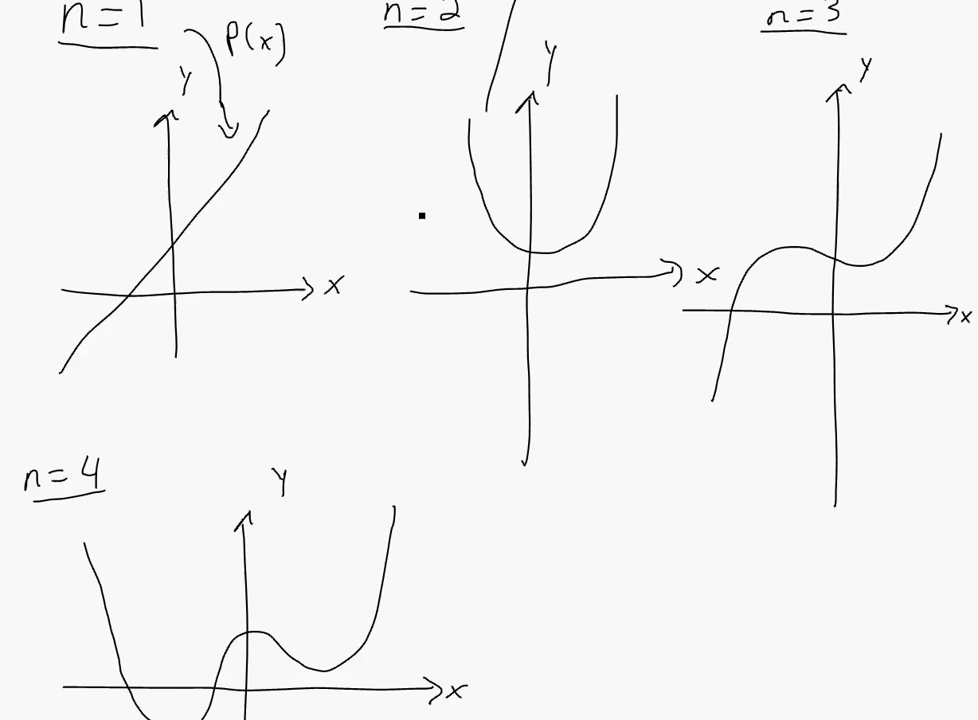 n = 1
P(x)
y
x
n = 2
y
x
n = 3
y
x
n = 4
y
x